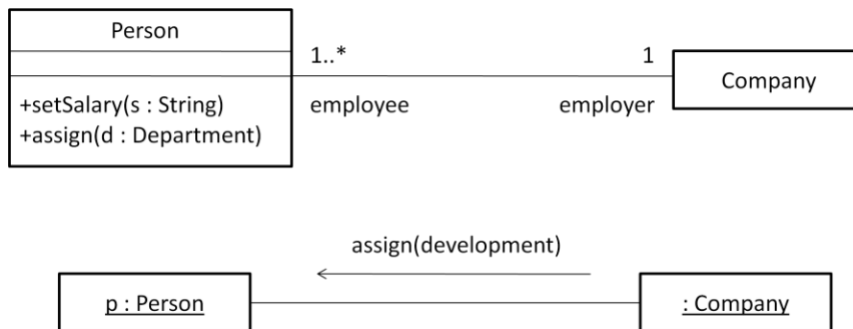 Person
+setSalary(s : String)
+assign(d : Department)
1..*
employee
1
employer
Company
assign(development)
p : Person
: Company